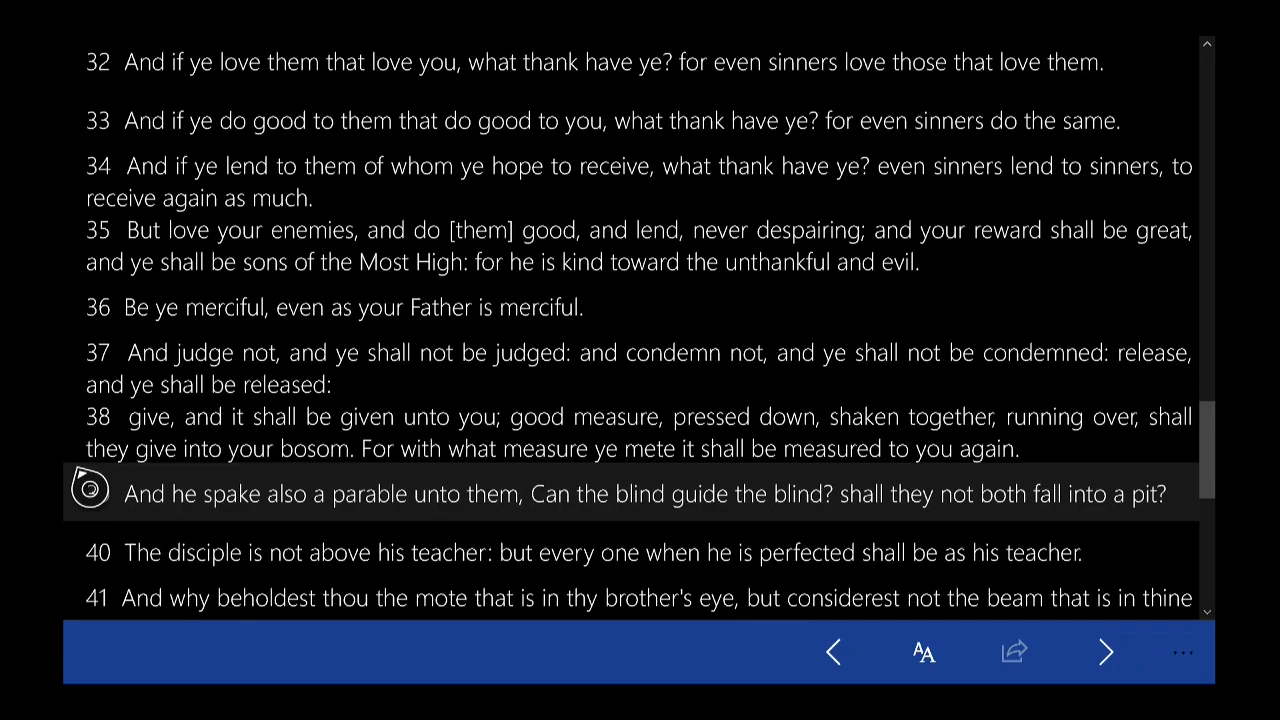 32 And if ye love them that love you, what thank have ye? for even sinners love those that love them.
33 And if ye do good to them that do good to you, what thank have ye? for even sinners do the same.
34 And if ye lend to them of whom ye hope to receive, what thank have ye? even sinners lend to sinners, to
receive again as much.
35 But love your enemies, and do [them] good, and lend, never despairing; and your reward shall be great,
and ye shall be sons of the Most High: for he is kind toward the unthankful and evil.
36 Be ye merciful, even as your Father is merciful.
37 And judge not, and ye shall not be judged: and condemn not, and ye shall not be condemned: release,
and ye shall be released:
38 give, and it shall be given unto you; good measure, pressed down, shaken together, running over, shall
they give into your bosom. For with what measure ye mete it shall be measured to you again.
And he spake also a parable unto them, Can the blind guide the blind? shall they not both fall into a pit?
40 The disciple is not above his teacher: but every one when he is perfected shall be as his teacher.
41 And why beholdest thou the mote that is in thy brother's eye, but considerest not the beam that is in thine
AA